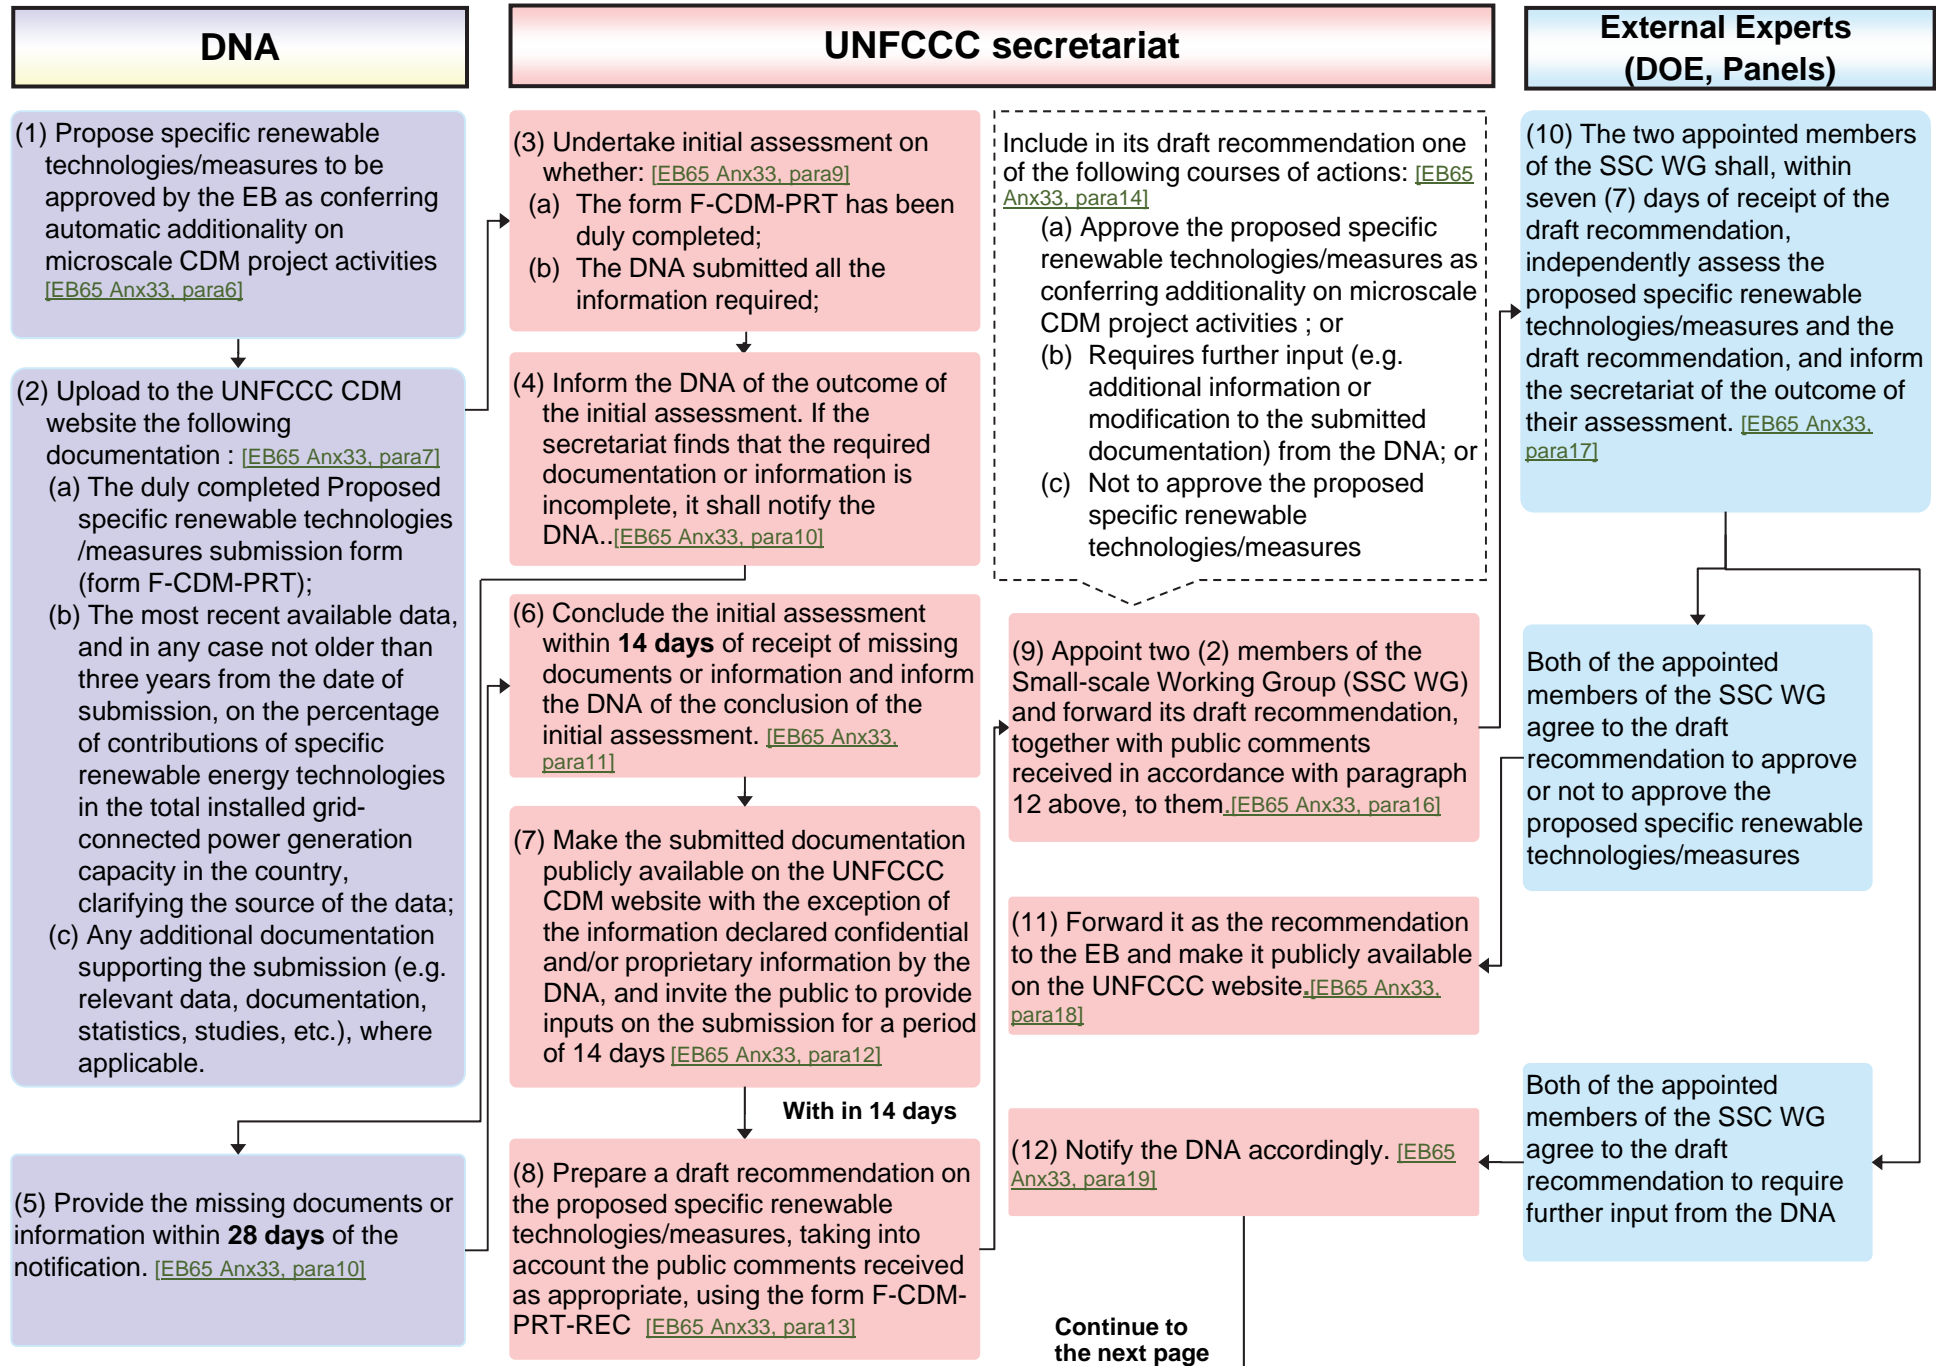 DNA
UNFCCC secretariat
External Experts
(DOE, Panels)
(1) Propose specific renewable
technologies/measures to be
approved by the EB as conferring
automatic additionality on
microscale CDM project activities
[EB65 Anx33, para6]
(2) Upload to the UNFCCC CDM
website the following
documentation : [EB65 Anx33, para7]
(a) The duly completed Proposed
specific renewable technologies
/measures submission form
(form F-CDM-PRT);
(b) The most recent available data,
and in any case not older than
three years from the date of
submission, on the percentage
of contributions of specific
renewable energy technologies
in the total installed grid-
connected power generation
capacity in the country,
clarifying the source of the data;
(c) Any additional documentation
supporting the submission (e.g.
relevant data, documentation,
statistics, studies, etc.), where
applicable.
(5) Provide the missing documents or
information within 28 days of the
notification. [EB65 Anx33, para10]
(3) Undertake initial assessment on
whether: [EB65 Anx33, para9]
(a) The form F-CDM-PRT has been
duly completed;
(b) The DNA submitted all the
information required;
(4) Inform the DNA of the outcome of
the initial assessment. If the
secretariat finds that the required
documentation or information is
incomplete, it shall notify the
DNA..[EB65 Anx33, para10]
(6) Conclude the initial assessment
within 14 days of receipt of missing
documents or information and inform
the DNA of the conclusion of the
initial assessment. [EB65 Anx33,
para11]
(7) Make the submitted documentation
publicly available on the UNFCCC
CDM website with the exception of
the information declared confidential
and/or proprietary information by the
DNA, and invite the public to provide
inputs on the submission for a period
of 14 days [EB65 Anx33, para12]
With in 14 days
(8) Prepare a draft recommendation on
the proposed specific renewable
technologies/measures, taking into
account the public comments received
as appropriate, using the form F-CDM-
PRT-REC [EB65 Anx33, para13]
Include in its draft recommendation one
of the following courses of actions: [EB65
Anx33, para14]
(a) Approve the proposed specific
renewable technologies/measures as
conferring additionality on microscale
CDM project activities ; or
(b) Requires further input (e.g.
additional information or
modification to the submitted
documentation) from the DNA; or
(c) Not to approve the proposed
specific renewable
technologies/measures
(9) Appoint two (2) members of the
Small-scale Working Group (SSC WG)
and forward its draft recommendation,
together with public comments
received in accordance with paragraph
12 above, to them.[EB65 Anx33, para16]
(11) Forward it as the recommendation
to the EB and make it publicly available
on the UNFCCC website.[EB65 Anx33,
para18]
(12) Notify the DNA accordingly. [EB65
Anx33, para19]
Continue to
the next page
(10) The two appointed members
of the SSC WG shall, within
seven (7) days of receipt of the
draft recommendation,
independently assess the
proposed specific renewable
technologies/measures and the
draft recommendation, and inform
the secretariat of the outcome of
their assessment. [EB65 Anx33,
para17]
Both of the appointed
members of the SSC WG
agree to the draft
recommendation to approve
or not to approve the
proposed specific renewable
technologies/measures
Both of the appointed
members of the SSC WG
agree to the draft
recommendation to require
further input from the DNA